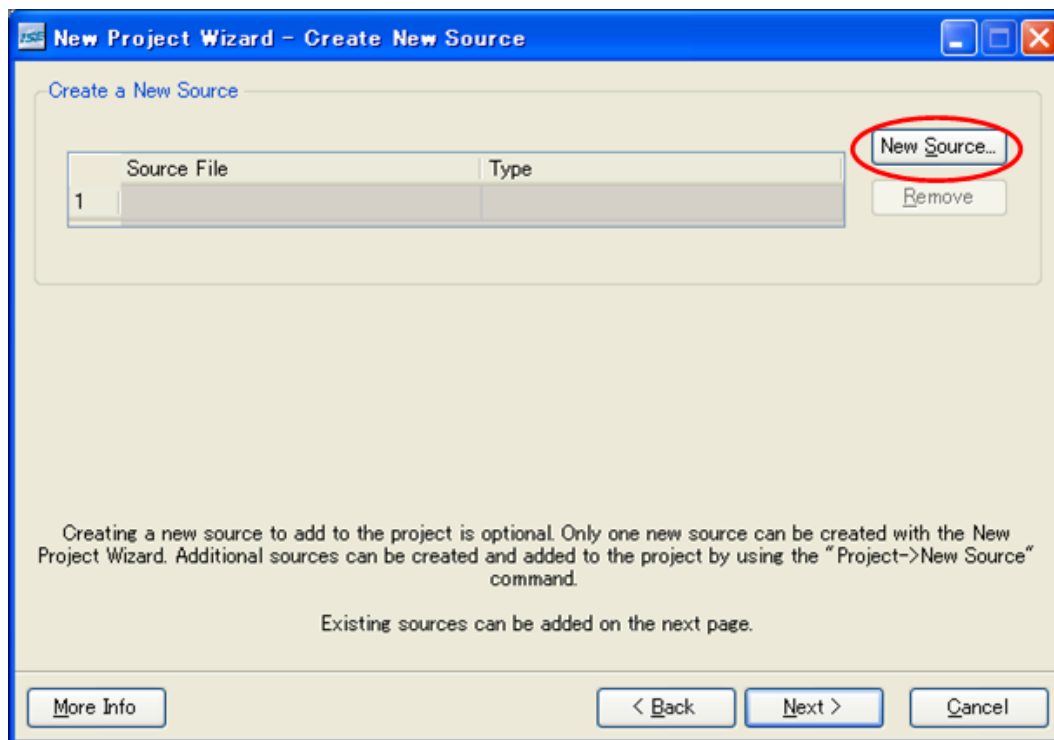 ISE New Project Wizard - Create New Source
Create a New Source
New Source...
Source File Type
1
Remove
Creating a new source to add to the project is optional. Only one new source can be created with the New
Project Wizard. Additional sources can be created and added to the project by using the "Project->New Source"
command.
Existing sources can be added on the next page.
More Info < Back Next > Cancel